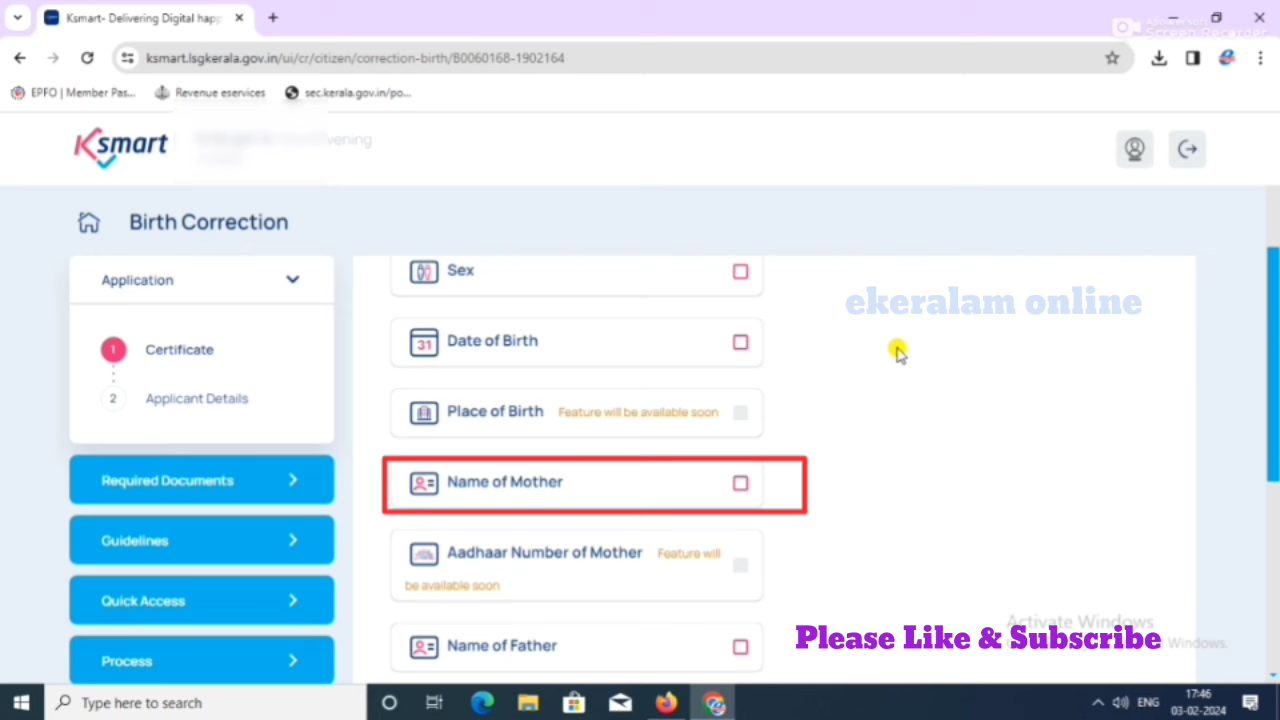 Ksmart- Delivering Digital happ
ksmart.lsgkerala.gov.in/ui/cr/citizen/correction-birth/B0060168-1902164
EPFO | Member Pas... Revenue eservices sec.kerala.gov.in/po...
Screen Recorder
Ksmart
vening
Birth Correction
Application
1 Certificate
2 Applicant Details
Required Documents
Guidelines
Quick Access
Process
Sex
31 Date of Birth
Place of Birth Feature will be available soon
Name of Mother
Aadhaar Number of Mother Feature will
be available soon
Name of Father
ekeralam online
Activate Windows
Windows.
Please Like & Subscribe
Type here to search
ENG
17:46
03-02-2024